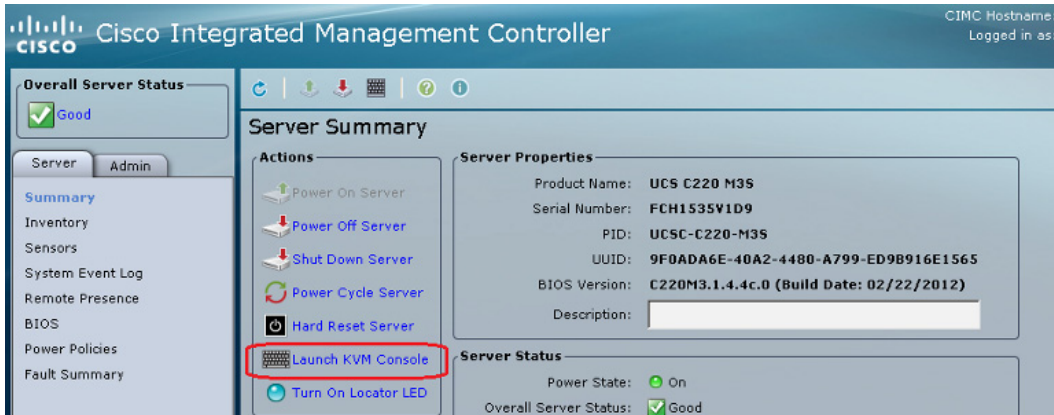 CISCO
Cisco Integrated Management Controller
CIMC Hostname:
Logged in as:
Overall Server Status
Good
Server
Admin
Summary
Inventory
Sensors
System Event Log
Remote Presence
BIOS
Power Policies
Fault Summary
Server Summary
Actions
Power On Server
Power Off Server
Shut Down Server
Power Cycle Server
Hard Reset Server
Launch KVM Console
Turn On Locator LED
Server Properties
Product Name: UCS C220 M3S
Serial Number: FCH1535V1D9
PID: UCSC-C220-M3S
UUID: 9F0ADA6E-40A2-4480-A799-ED9B916E1565
BIOS Version: C220M3.1.4.4c.0 (Build Date: 02/22/2012)
Description:
Server Status
Power State: On
Overall Server Status: Good